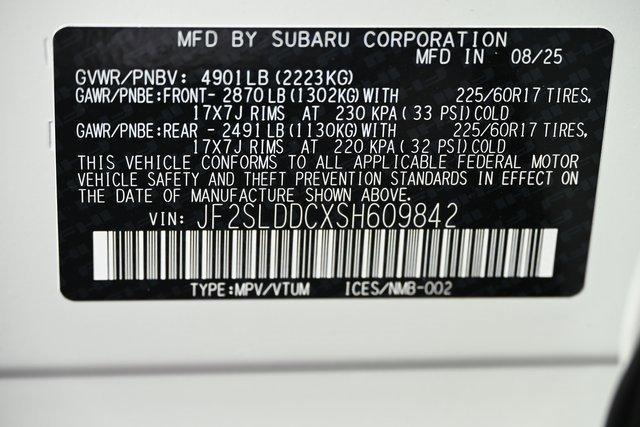 MFD BY SUBARU CORPORATION
MFD IN 08/25
GVWR/PNBV: 4901LB(2223KG)
GAWR/PNBE:FRONT-2870LB(1302KG)WITH 225/60R17 TIRES,
17X7J RIMS AT 230 KPA(33 PSI)COLD
GAWR/PNBE:REAR -2491LB(1130KG)WITH 225/60R17 TIRES,
17X7J RIMS AT 220 KPA(32 PSI)COLD
THIS VEHICLE CONFORMS TO ALL APPLICABLE FEDERAL MOTOR
VEHICLE SAFETY AND THEFT PREVENTION STANDARDS IN EFFECT ON
THE DATE OF MANUFACTURE SHOWN ABOVE.
VIN: JF2SLDDCXSH609842
TYPE:MPV/VTUM ICES/NMB-002